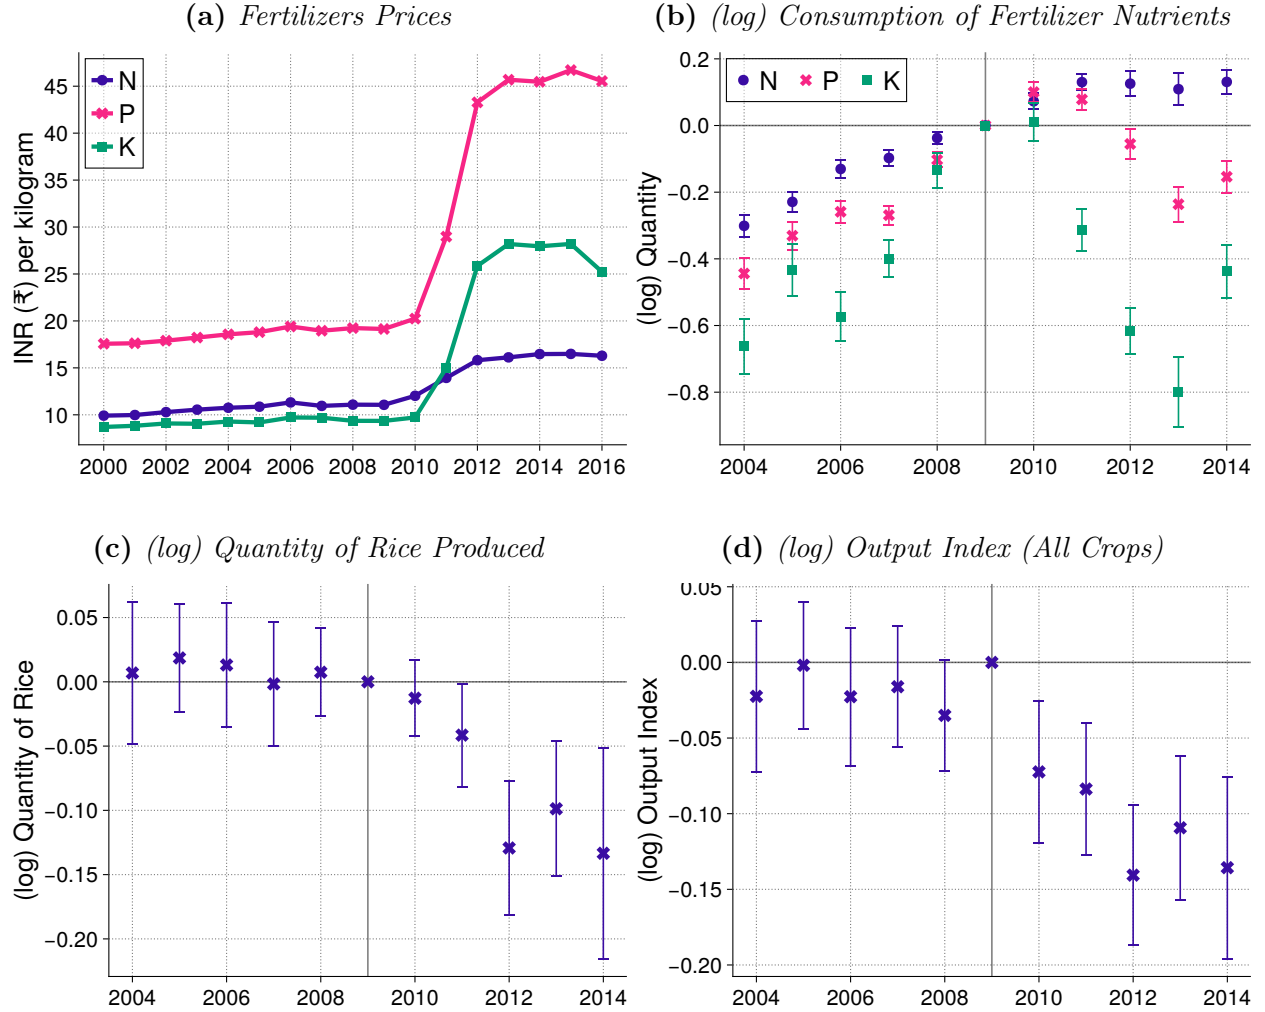 (a) Fertilizers Prices
INR (₹) per kilogram
N
P
K
45
40
35
30
25
20
15
10
2000 2002 2004 2006 2008 2010 2012 2014 2016
(b) (log) Consumption of Fertilizer Nutrients
(log) Quantity
N P K
0.2
0.0
−0.2
−0.4
−0.6
−0.8
2004 2006 2008 2010 2012 2014
(c) (log) Quantity of Rice Produced
(log) Quantity of Rice
0.05
0.00
−0.05
−0.10
−0.15
−0.20
2004 2006 2008 2010 2012 2014
(d) (log) Output Index (All Crops)
(log) Output Index
0.05
0.00
−0.05
−0.10
−0.15
−0.20
2004 2006 2008 2010 2012 2014